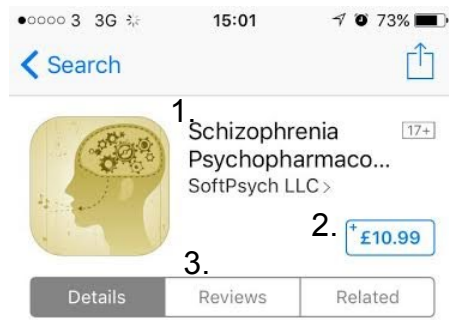 3 3G 15:01 73%
Search
1.
Schizophrenia 17+
Psychopharmaco...
SoftPsych LLC >
2. + £10.99
3.
Details Reviews Related